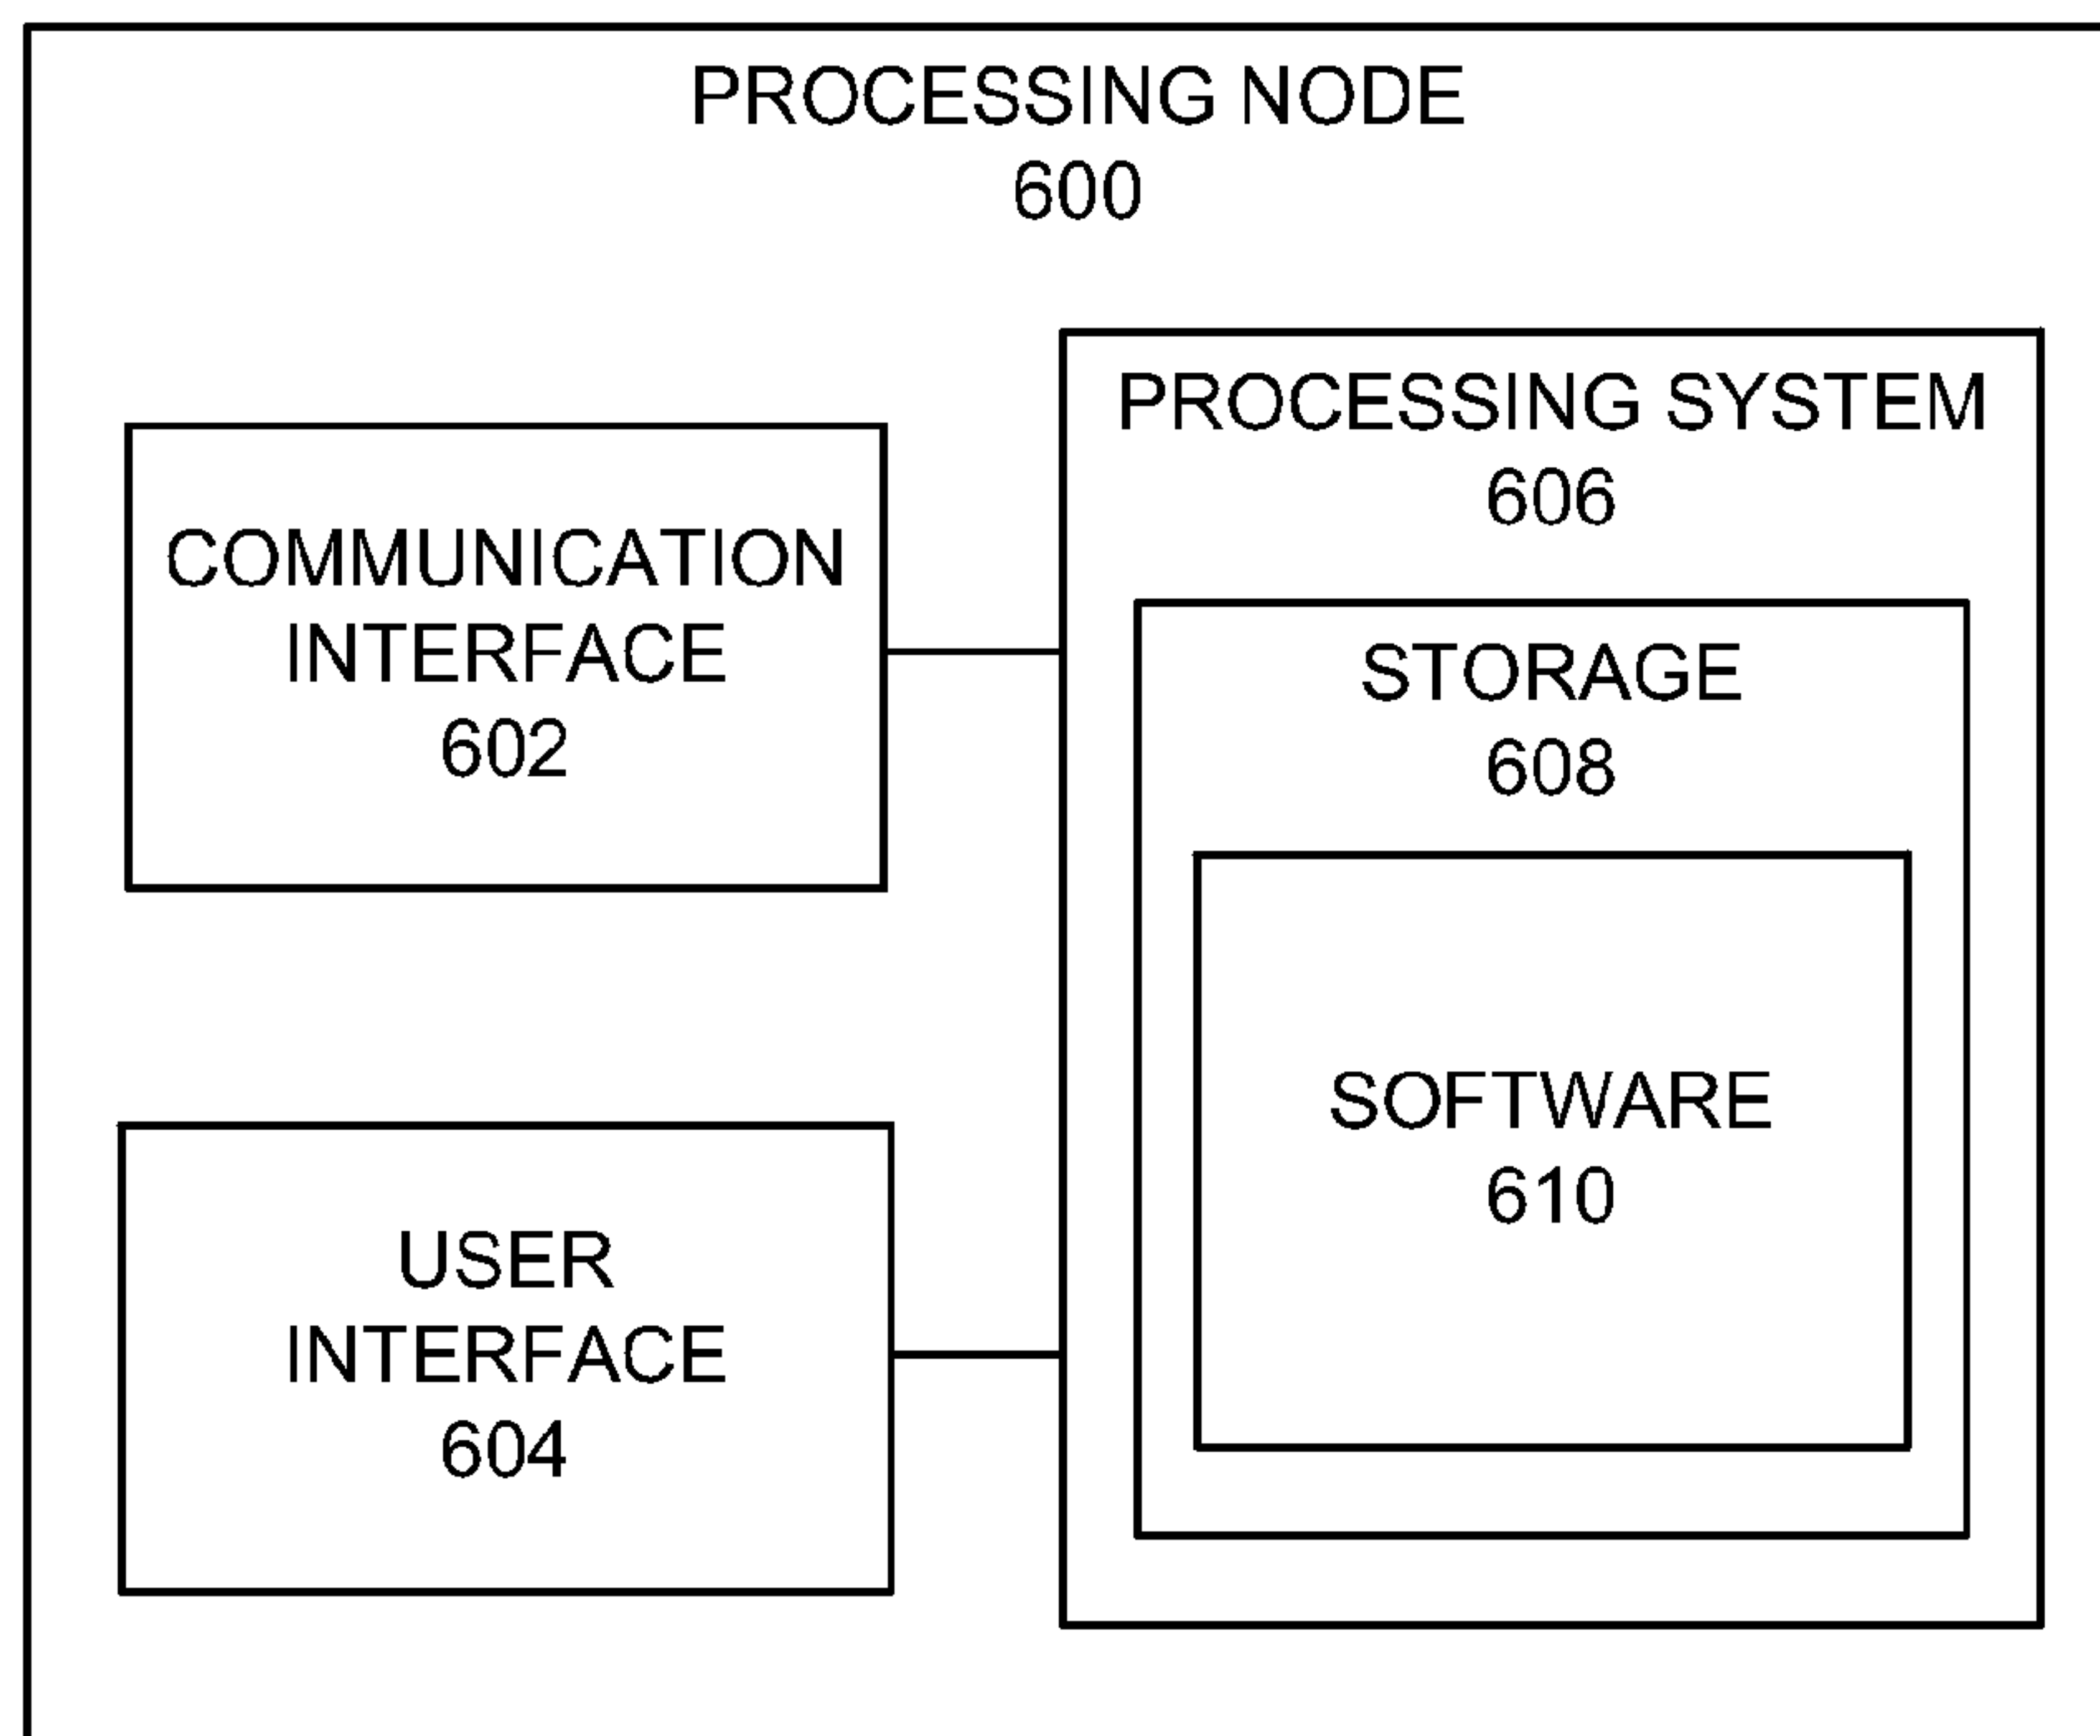 PROCESSING NODE
600
PROCESSING SYSTEM
606
COMMUNICATION
INTERFACE
602
STORAGE
608
SOFTWARE
610
USER
INTERFACE
604